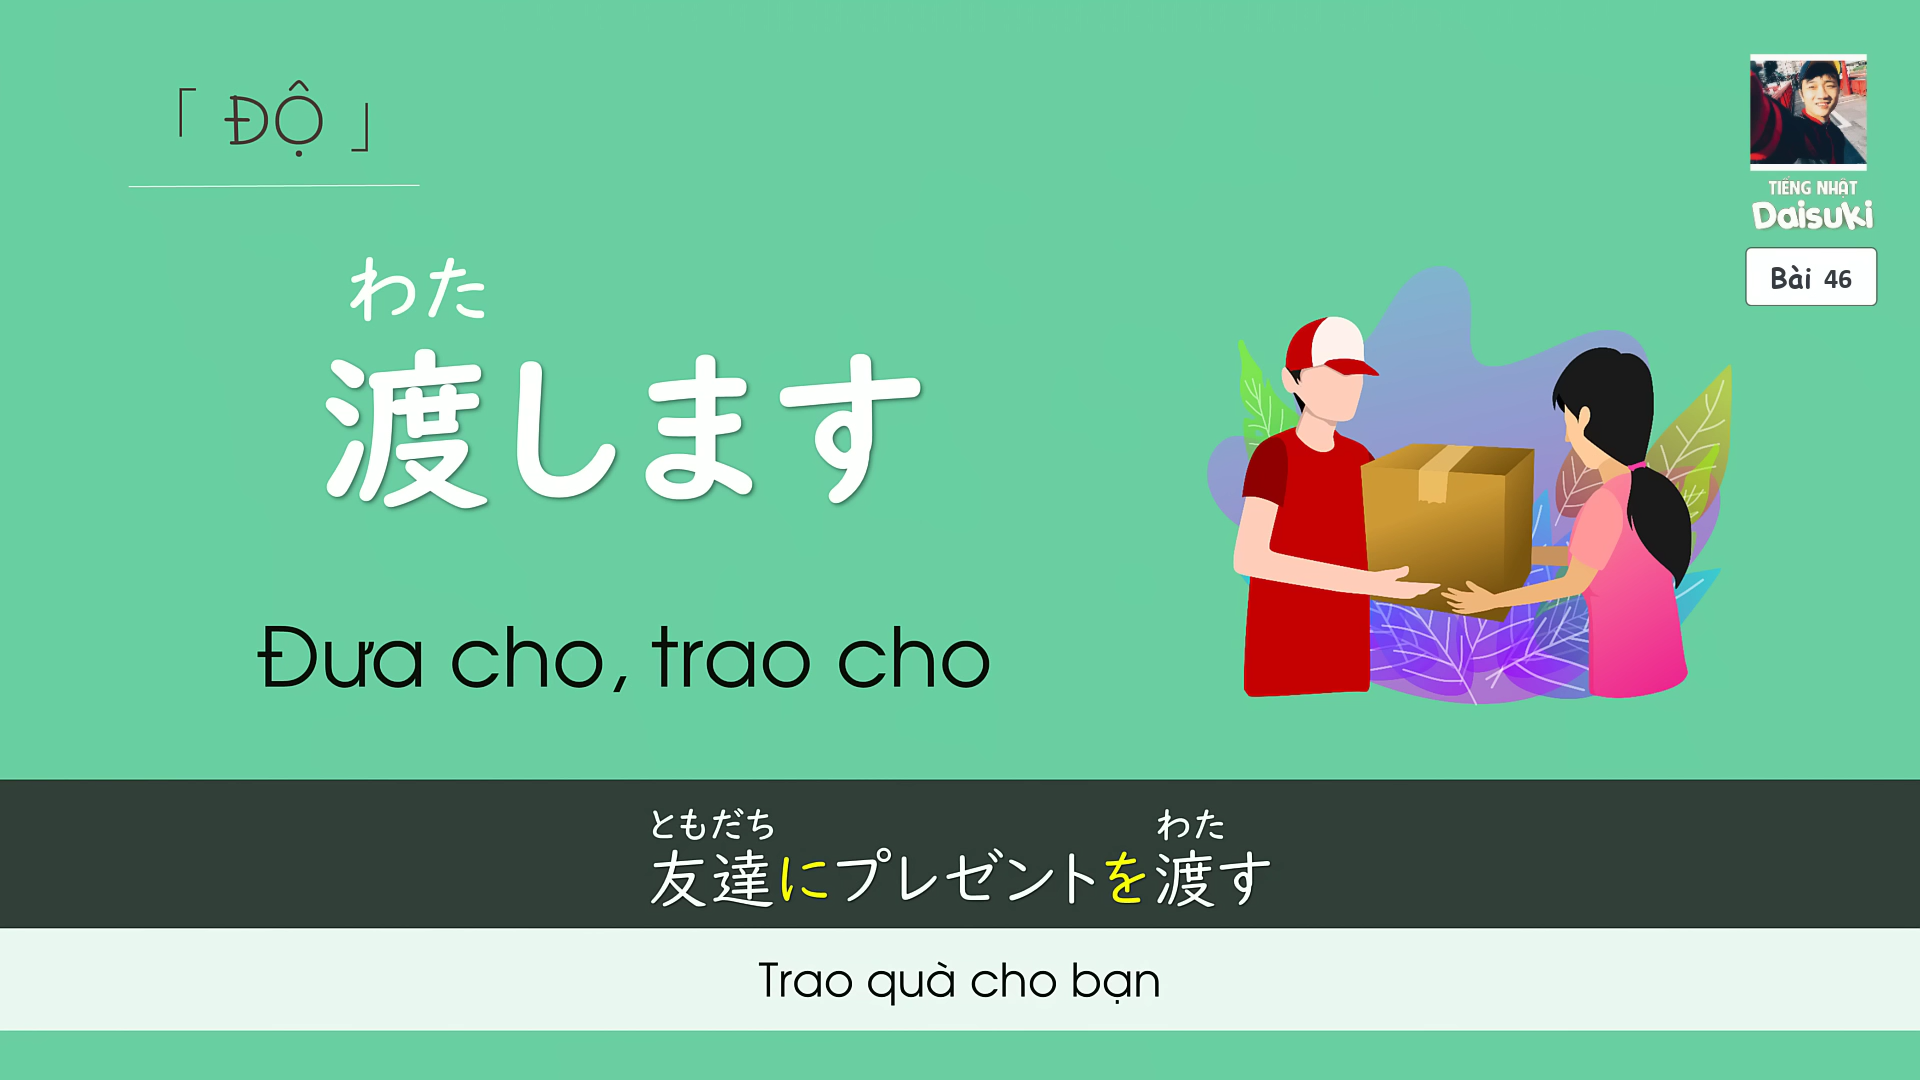 「 ĐỘ 」
TIẾNG NHẬT
Daisuki
Bài 46
わた
渡します
Đưa cho, trao cho
ともだち わた
友達にプレゼントを渡す
Trao quà cho bạn